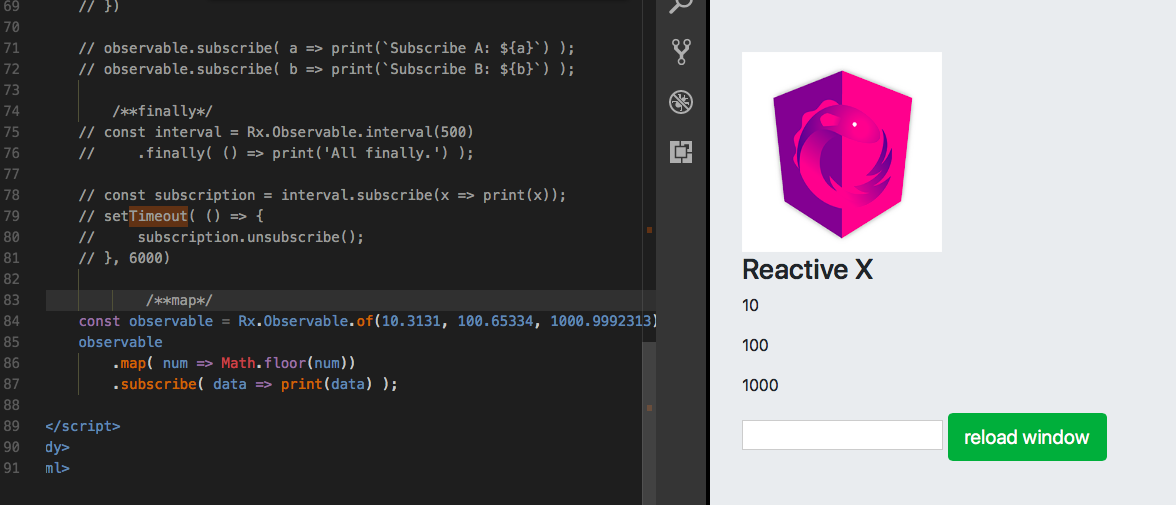 69 // })
70
71 // observable.subscribe( a => print(`Subscribe A: ${a}`) );
72 // observable.subscribe( b => print(`Subscribe B: ${b}`) );
73
74 /**finally*/
75 // const interval = Rx.Observable.interval(500)
76 //     .finally( () => print('All finally.') );
77
78 // const subscription = interval.subscribe(x => print(x));
79 // setTimeout( () => {
80 //     subscription.unsubscribe();
81 // }, 6000)
82
83 /**map*/
84 const observable = Rx.Observable.of(10.3131, 100.65334, 1000.9992313)
85 observable
86     .map( num => Math.floor(num))
87     .subscribe( data => print(data) );
88
89 </script>
90 dy>
91 ml>
Reactive X
10
100
1000
reload window